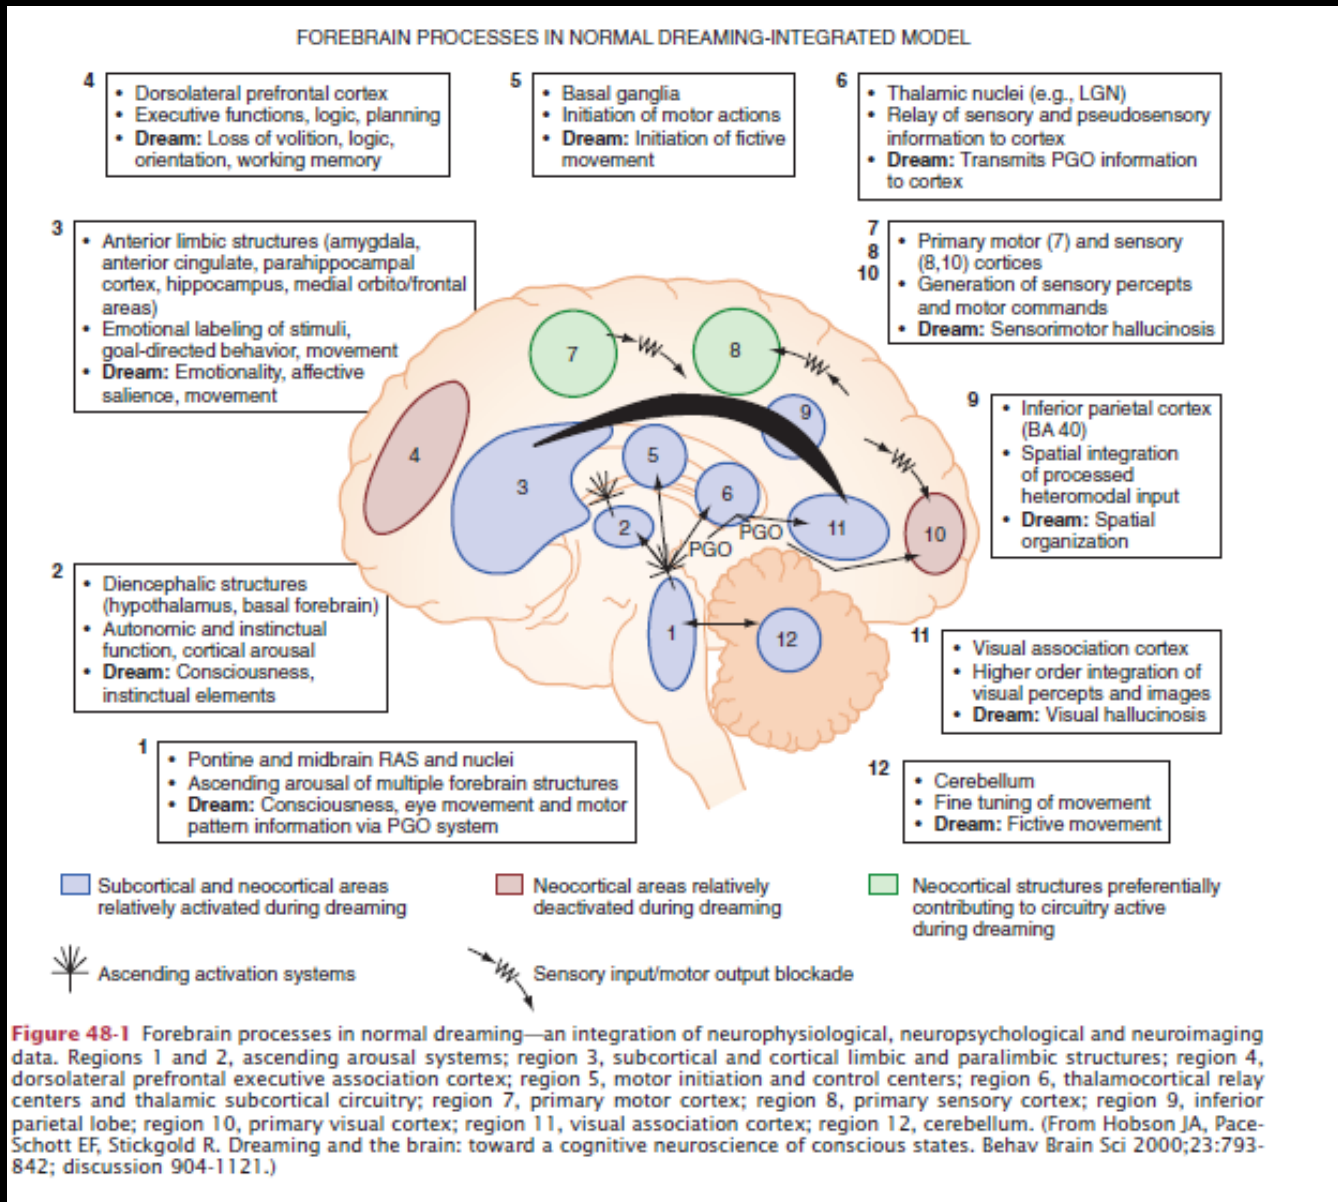 FOREBRAIN PROCESSES IN NORMAL DREAMING-INTEGRATED MODEL
4
• Dorsolateral prefrontal cortex
• Executive functions, logic, planning
• Dream: Loss of volition, logic,
orientation, working memory
5
• Basal ganglia
• Initiation of motor actions
• Dream: Initiation of fictive
movement
6
• Thalamic nuclei (e.g., LGN)
• Relay of sensory and pseudosensory
information to cortex
• Dream: Transmits PGO information
to cortex
3
• Anterior limbic structures (amygdala,
anterior cingulate, parahippocampal
cortex, hippocampus, medial orbito/frontal
areas)
• Emotional labeling of stimuli,
goal-directed behavior, movement
• Dream: Emotionality, affective
salience, movement
7
8
10
• Primary motor (7) and sensory
(8,10) cortices
• Generation of sensory percepts
and motor commands
• Dream: Sensorimotor hallucinosis
7
8
9
4
5
3
6
2
11
10
PGO
PGO
1
12
9
• Inferior parietal cortex
(BA 40)
• Spatial integration
of processed
heteromodal input
• Dream: Spatial
organization
2
• Diencephalic structures
(hypothalamus, basal forebrain)
• Autonomic and instinctual
function, cortical arousal
• Dream: Consciousness,
instinctual elements
11
• Visual association cortex
• Higher order integration of
visual percepts and images
• Dream: Visual hallucinosis
1
• Pontine and midbrain RAS and nuclei
• Ascending arousal of multiple forebrain structures
• Dream: Consciousness, eye movement and motor
pattern information via PGO system
12
• Cerebellum
• Fine tuning of movement
• Dream: Fictive movement
Subcortical and neocortical areas
relatively activated during dreaming
Neocortical areas relatively
deactivated during dreaming
Neocortical structures preferentially
contributing to circuitry active
during dreaming
Ascending activation systems
Sensory input/motor output blockade
Figure 48-1 Forebrain processes in normal dreaming—an integration of neurophysiological, neuropsychological and neuroimaging
data. Regions 1 and 2, ascending arousal systems; region 3, subcortical and cortical limbic and paralimbic structures; region 4,
dorsolateral prefrontal executive association cortex; region 5, motor initiation and control centers; region 6, thalamocortical relay
centers and thalamic subcortical circuitry; region 7, primary motor cortex; region 8, primary sensory cortex; region 9, inferior
parietal lobe; region 10, primary visual cortex; region 11, visual association cortex; region 12, cerebellum. (From Hobson JA, Pace-
Schott EF, Stickgold R. Dreaming and the brain: toward a cognitive neuroscience of conscious states. Behav Brain Sci 2000;23:793-
842; discussion 904-1121.)